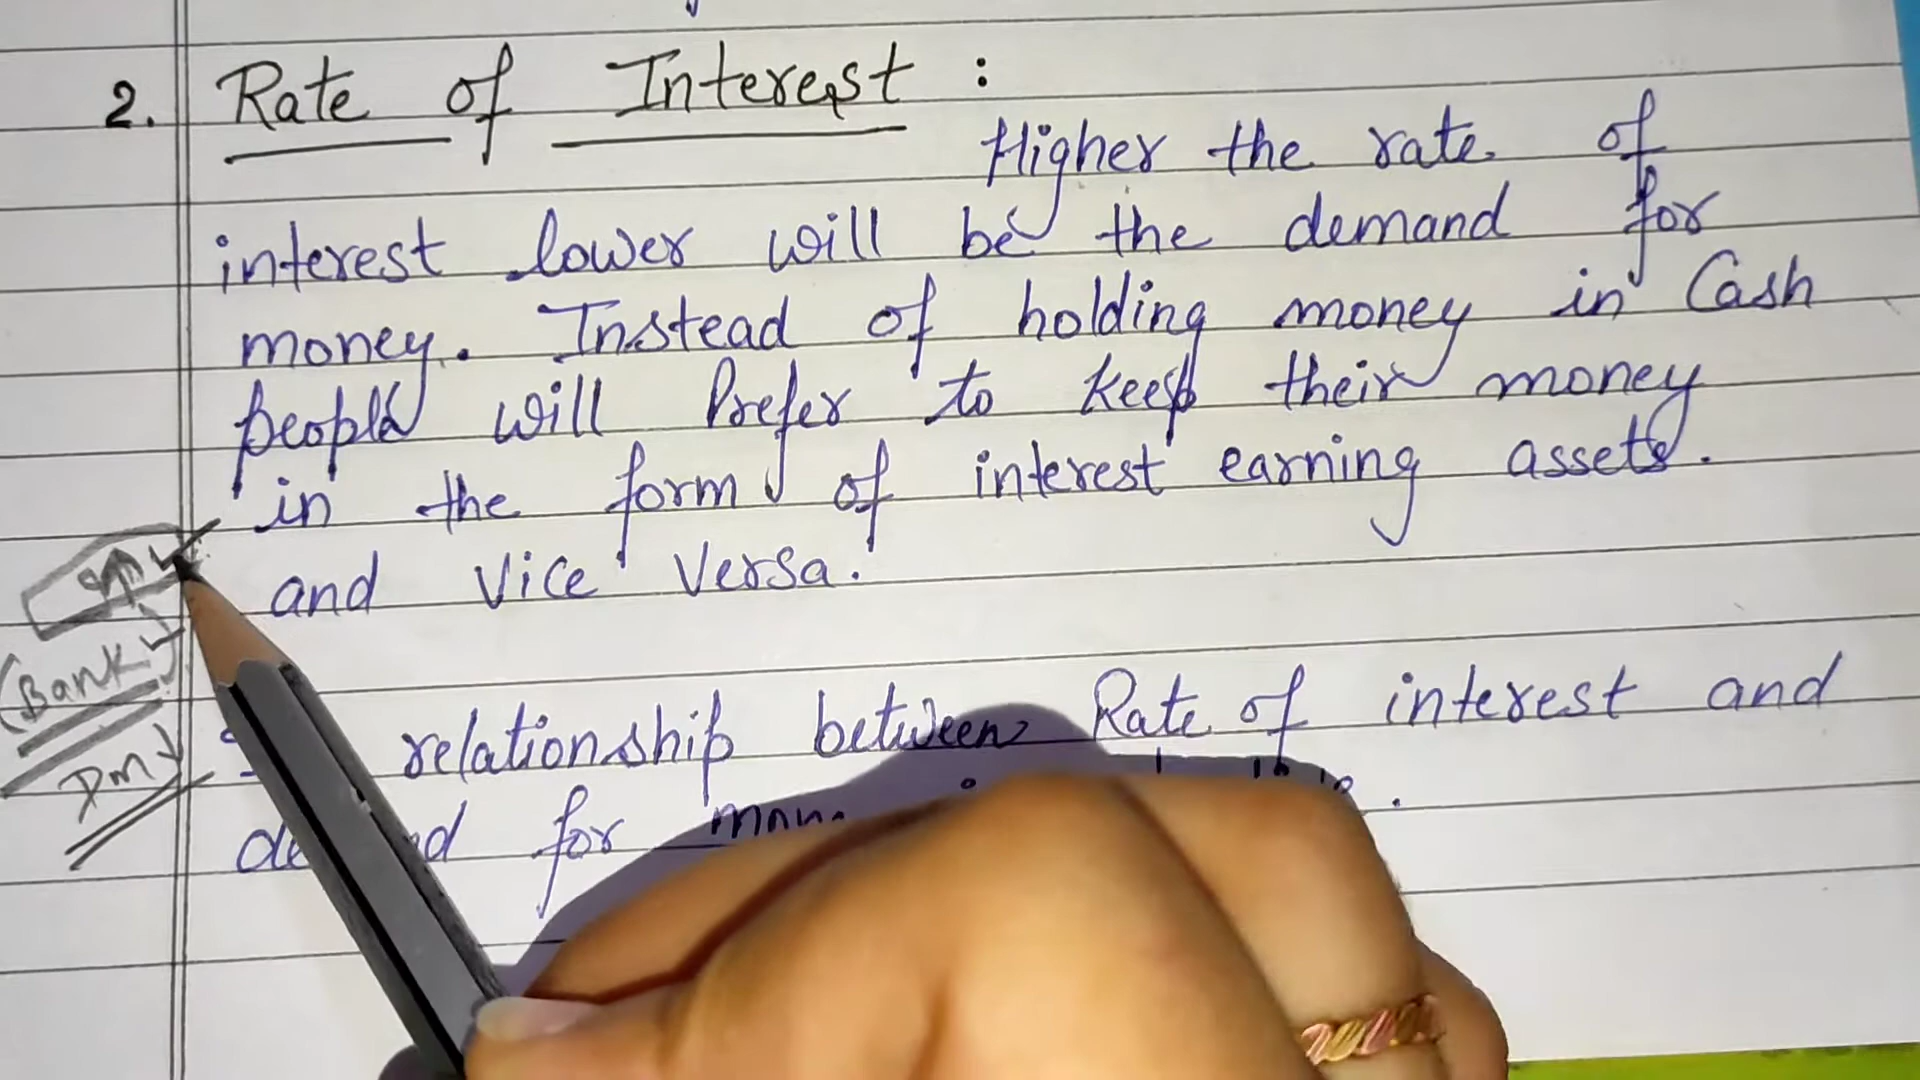 2. Rate of Interest :
Higher the rate of
interest lower will be the demand for
money. Instead of holding money in Cash
people will Prefer to keep their money
in the form of interest earning assets.
and Vice Versa.
relationship between Rate of interest and
for
(Bank)
Dm↓